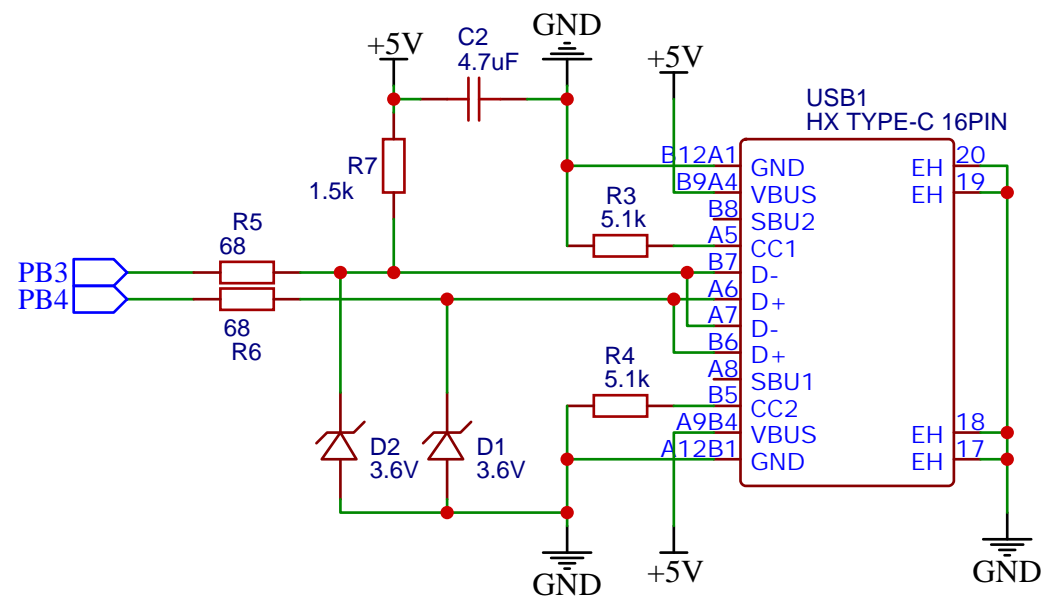 GND
+5V
C2
4.7uF
+5V
USB1
HX TYPE-C 16PIN
R7
1.5k
B12A1
GND
EH
20
B9A4
VBUS
EH
19
R3
5.1k
B8
SBU2
A5
CC1
R5
68
PB3
B7
D-
PB4
A6
D+
68
R6
A7
D-
B6
D+
R4
5.1k
A8
SBU1
B5
CC2
A9B4
VBUS
EH
18
D2
3.6V
D1
3.6V
A12B1
GND
EH
17
GND
+5V
GND